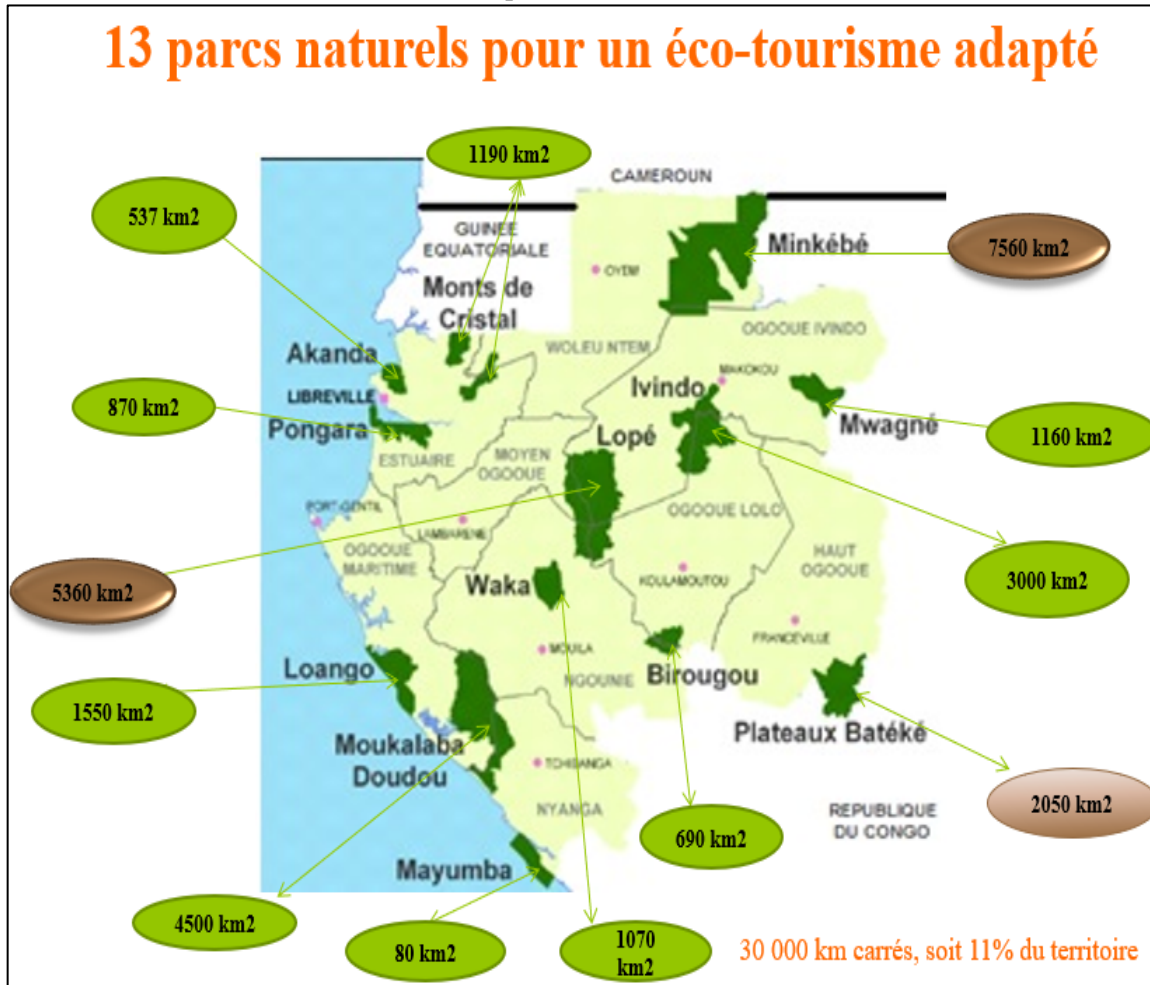 13 parcs naturels pour un éco-tourisme adapté
1190 km2
CAMEROUN
537 km2
GUINEE
EQUATORIALE
Minkébé
7560 km2
OYEM
Monts de
Cristal
OGOOUE IVINDO
WOLEU NTEM
Akanda
MAKOKOU
LIBREVILLE
Ivindo
870 km2
Pongara
Mwagné
1160 km2
Lopé
ESTUAIRE
MOYEN
OGOOUE
PORT-GENTIL
LAMBARENE
OGOOUE LOLO
OGOOUE
MARITIME
HAUT
OGOOUE
3000 km2
5360 km2
Waka
KOULAMOUTOU
FRANCEVILLE
MOUILA
Loango
NGOUNIE
Birougou
1550 km2
Plateaux Batéké
Moukalaba
Doudou
TCHIBANGA
2050 km2
NYANGA
REPUBLIQUE
DU CONGO
690 km2
Mayumba
4500 km2
80 km2
1070
km2
30 000 km carrés, soit 11% du territoire